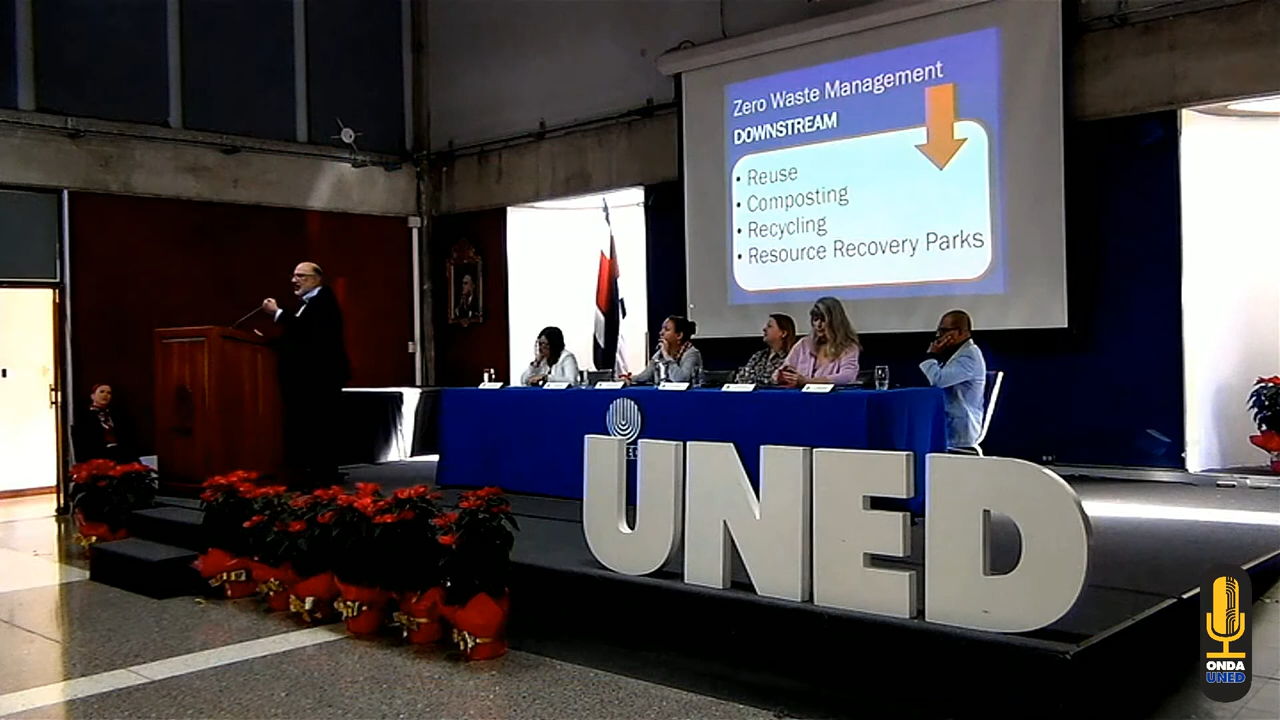 Zero Waste Management
DOWNSTREAM
• Reuse
• Composting
• Recycling
• Resource Recovery Parks
UNED
ONDA
UNED